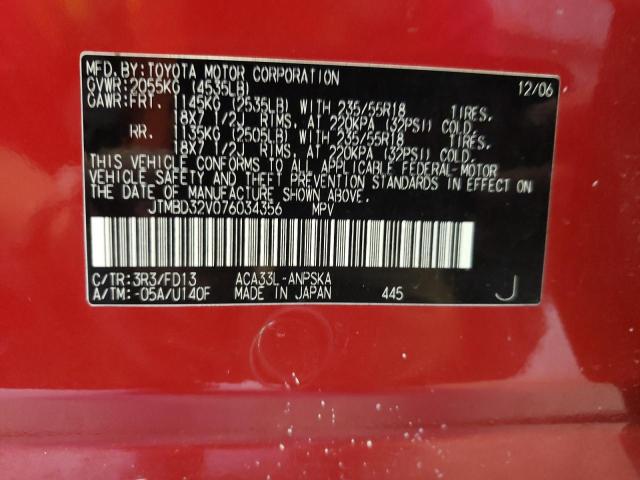 MFD. BY: TOYOTA MOTOR CORPORATION 12/06
GVWR: 2055KG (4535LB)
GAWR: FRT. 1145KG (2535LB) WITH 235/55R18 TIRES,
18X7 1/2J RIMS, AT 220KPA (32PSI) COLD.
RR. 1135KG (2505LB) WITH 235/55R18 TIRES,
18X7 1/2J RIMS, AT 220KPA (32PSI) COLD.
THIS VEHICLE CONFORMS TO ALL APPLICABLE FEDERAL-MOTOR
VEHICLE SAFETY AND THEFT PREVENTION STANDARDS IN EFFECT ON
THE DATE OF MANUFACTURE SHOWN ABOVE.
JTMBD32V076034356 MPV
C/TR: 3R3/FD13 ACA33L-ANPSKA
A/TM: -05A/U140F MADE IN JAPAN 445 J